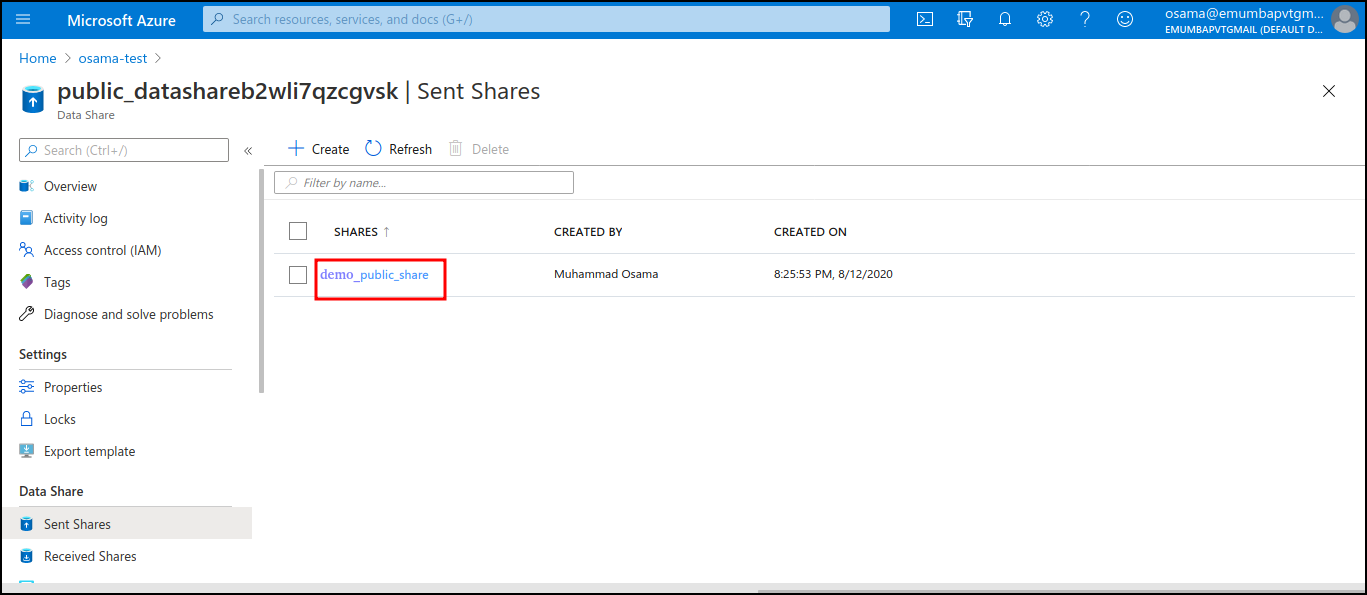 Microsoft Azure
Search resources, services, and docs (G+/)
osama@emumbapvtgm...
EMUMBAPVTGMAIL (DEFAULT D...
Home > osama-test >
public_datashareb2wli7qzcgvsk | Sent Shares
Data Share
Search (Ctrl+/)
«
Overview
Activity log
Access control (IAM)
Tags
Diagnose and solve problems
Settings
Properties
Locks
Export template
Data Share
Sent Shares
Received Shares
Create Refresh Delete
Filter by name...
SHARES ↑ CREATED BY CREATED ON
demo_public_share Muhammad Osama 8:25:53 PM, 8/12/2020